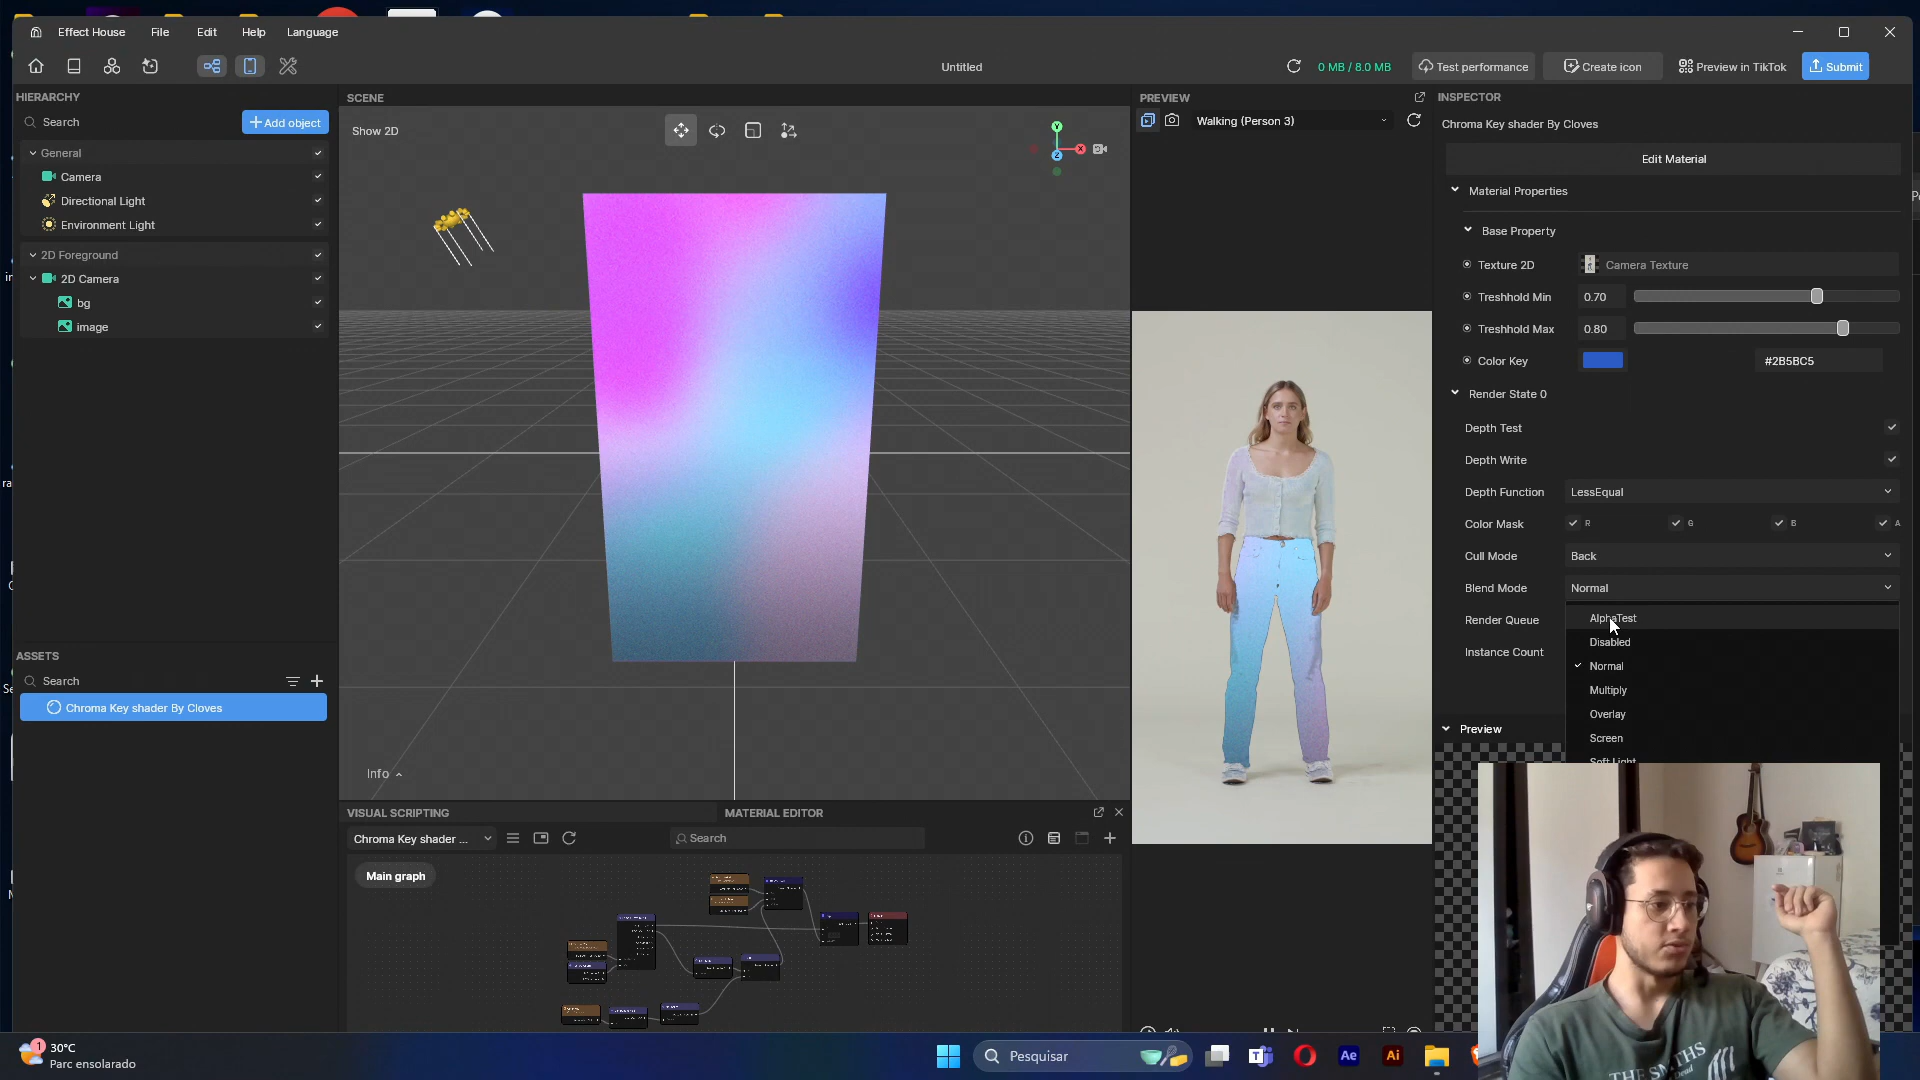 Effect House File Edit Help Language
Untitled
0 MB / 8.0 MB
Test performance
Create icon
Preview in TikTok
Submit
HIERARCHY
Search
Add object
General
Camera
Directional Light
Environment Light
2D Foreground
2D Camera
bg
image
ASSETS
Search
Chroma Key shader By Cloves
SCENE
Show 2D
Y
X
Z
Info
VISUAL SCRIPTING
MATERIAL EDITOR
Chroma Key shader ...
Search
Main graph
PREVIEW
Walking (Person 3)
INSPECTOR
Chroma Key shader By Cloves
Edit Material
Material Properties
Base Property
Texture 2D Camera Texture
Treshhold Min 0.70
Treshhold Max 0.80
Color Key #2B5BC5
Render State 0
Depth Test
Depth Write
Depth Function LessEqual
Color Mask R G B A
Cull Mode Back
Blend Mode Normal
Render Queue
Instance Count
AlphaTest
Disabled
Normal
Multiply
Overlay
Screen
Soft Light
Preview
THE SMITHS
1
30°C
Parc ensolarado
Pesquisar
Ae
Ai